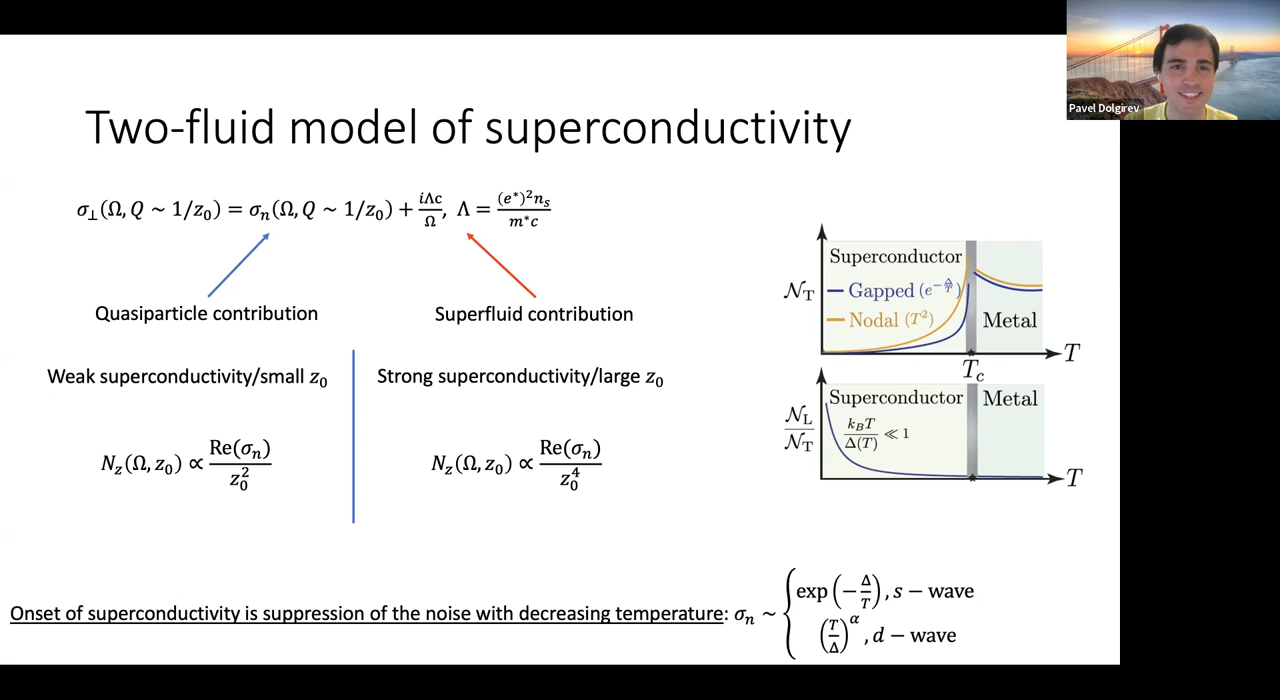 Pavel Dolgirev
Two-fluid model of superconductivity
σ⊥(Ω, Q ~ 1/z₀) = σₙ(Ω, Q ~ 1/z₀) + iΛc/Ω, Λ = (e*)²nₛ/m*c
Quasiparticle contribution
Superfluid contribution
Weak superconductivity/small z₀
Strong superconductivity/large z₀
N_z(Ω, z₀) ∝ Re(σₙ)/z₀²
N_z(Ω, z₀) ∝ Re(σₙ)/z₀⁴
Superconductor
𝒩_T
Gapped (e^{-Δ/T})
Nodal (T²)
Metal
T
T_c
Superconductor
Metal
𝒩_L/𝒩_T
k_BT/Δ(T) ≪ 1
T
Onset of superconductivity is suppression of the noise with decreasing temperature: σₙ ~ { exp(−Δ/T), s − wave
(T/Δ)^α, d − wave